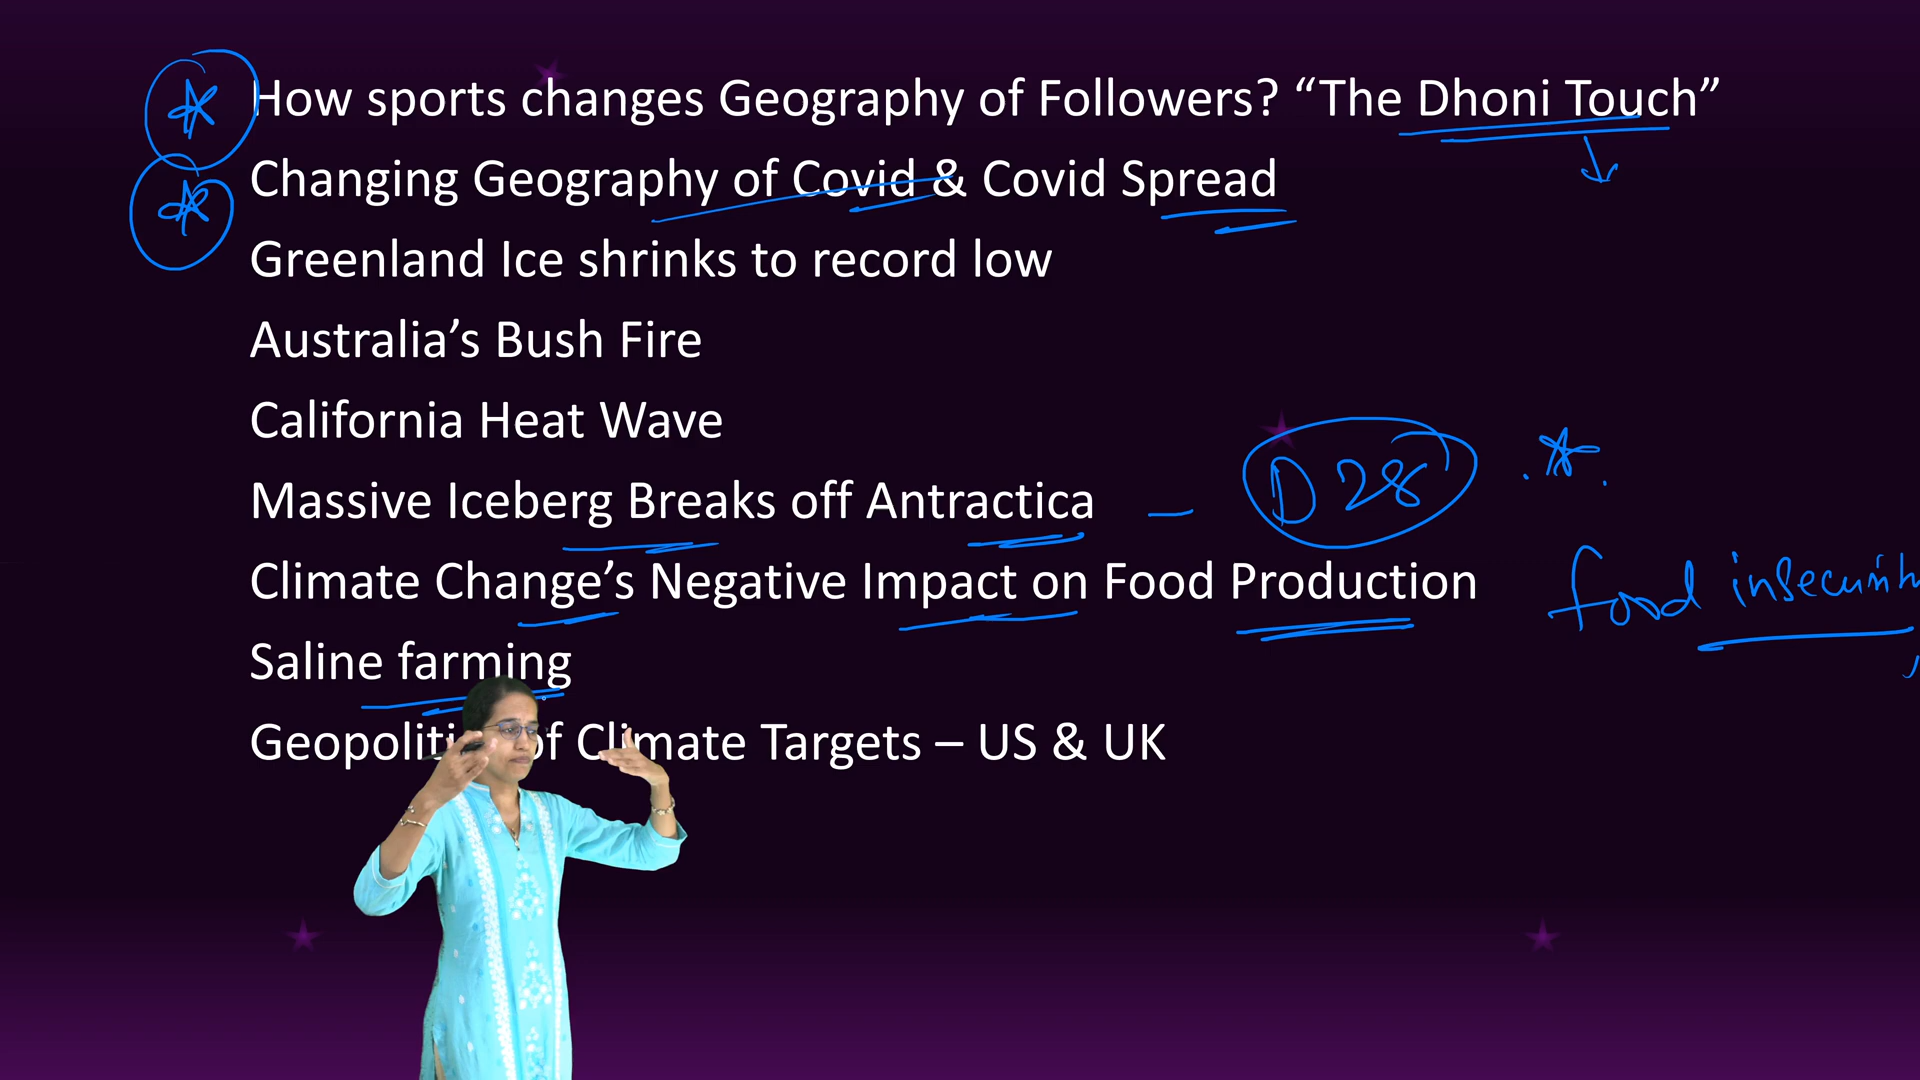 How sports changes Geography of Followers? “The Dhoni Touch”
Changing Geography of Covid & Covid Spread
Greenland Ice shrinks to record low
Australia’s Bush Fire
California Heat Wave
Massive Iceberg Breaks off Antractica – D28
Climate Change’s Negative Impact on Food Production food
Saline farming
of Climate Targets – US & UK